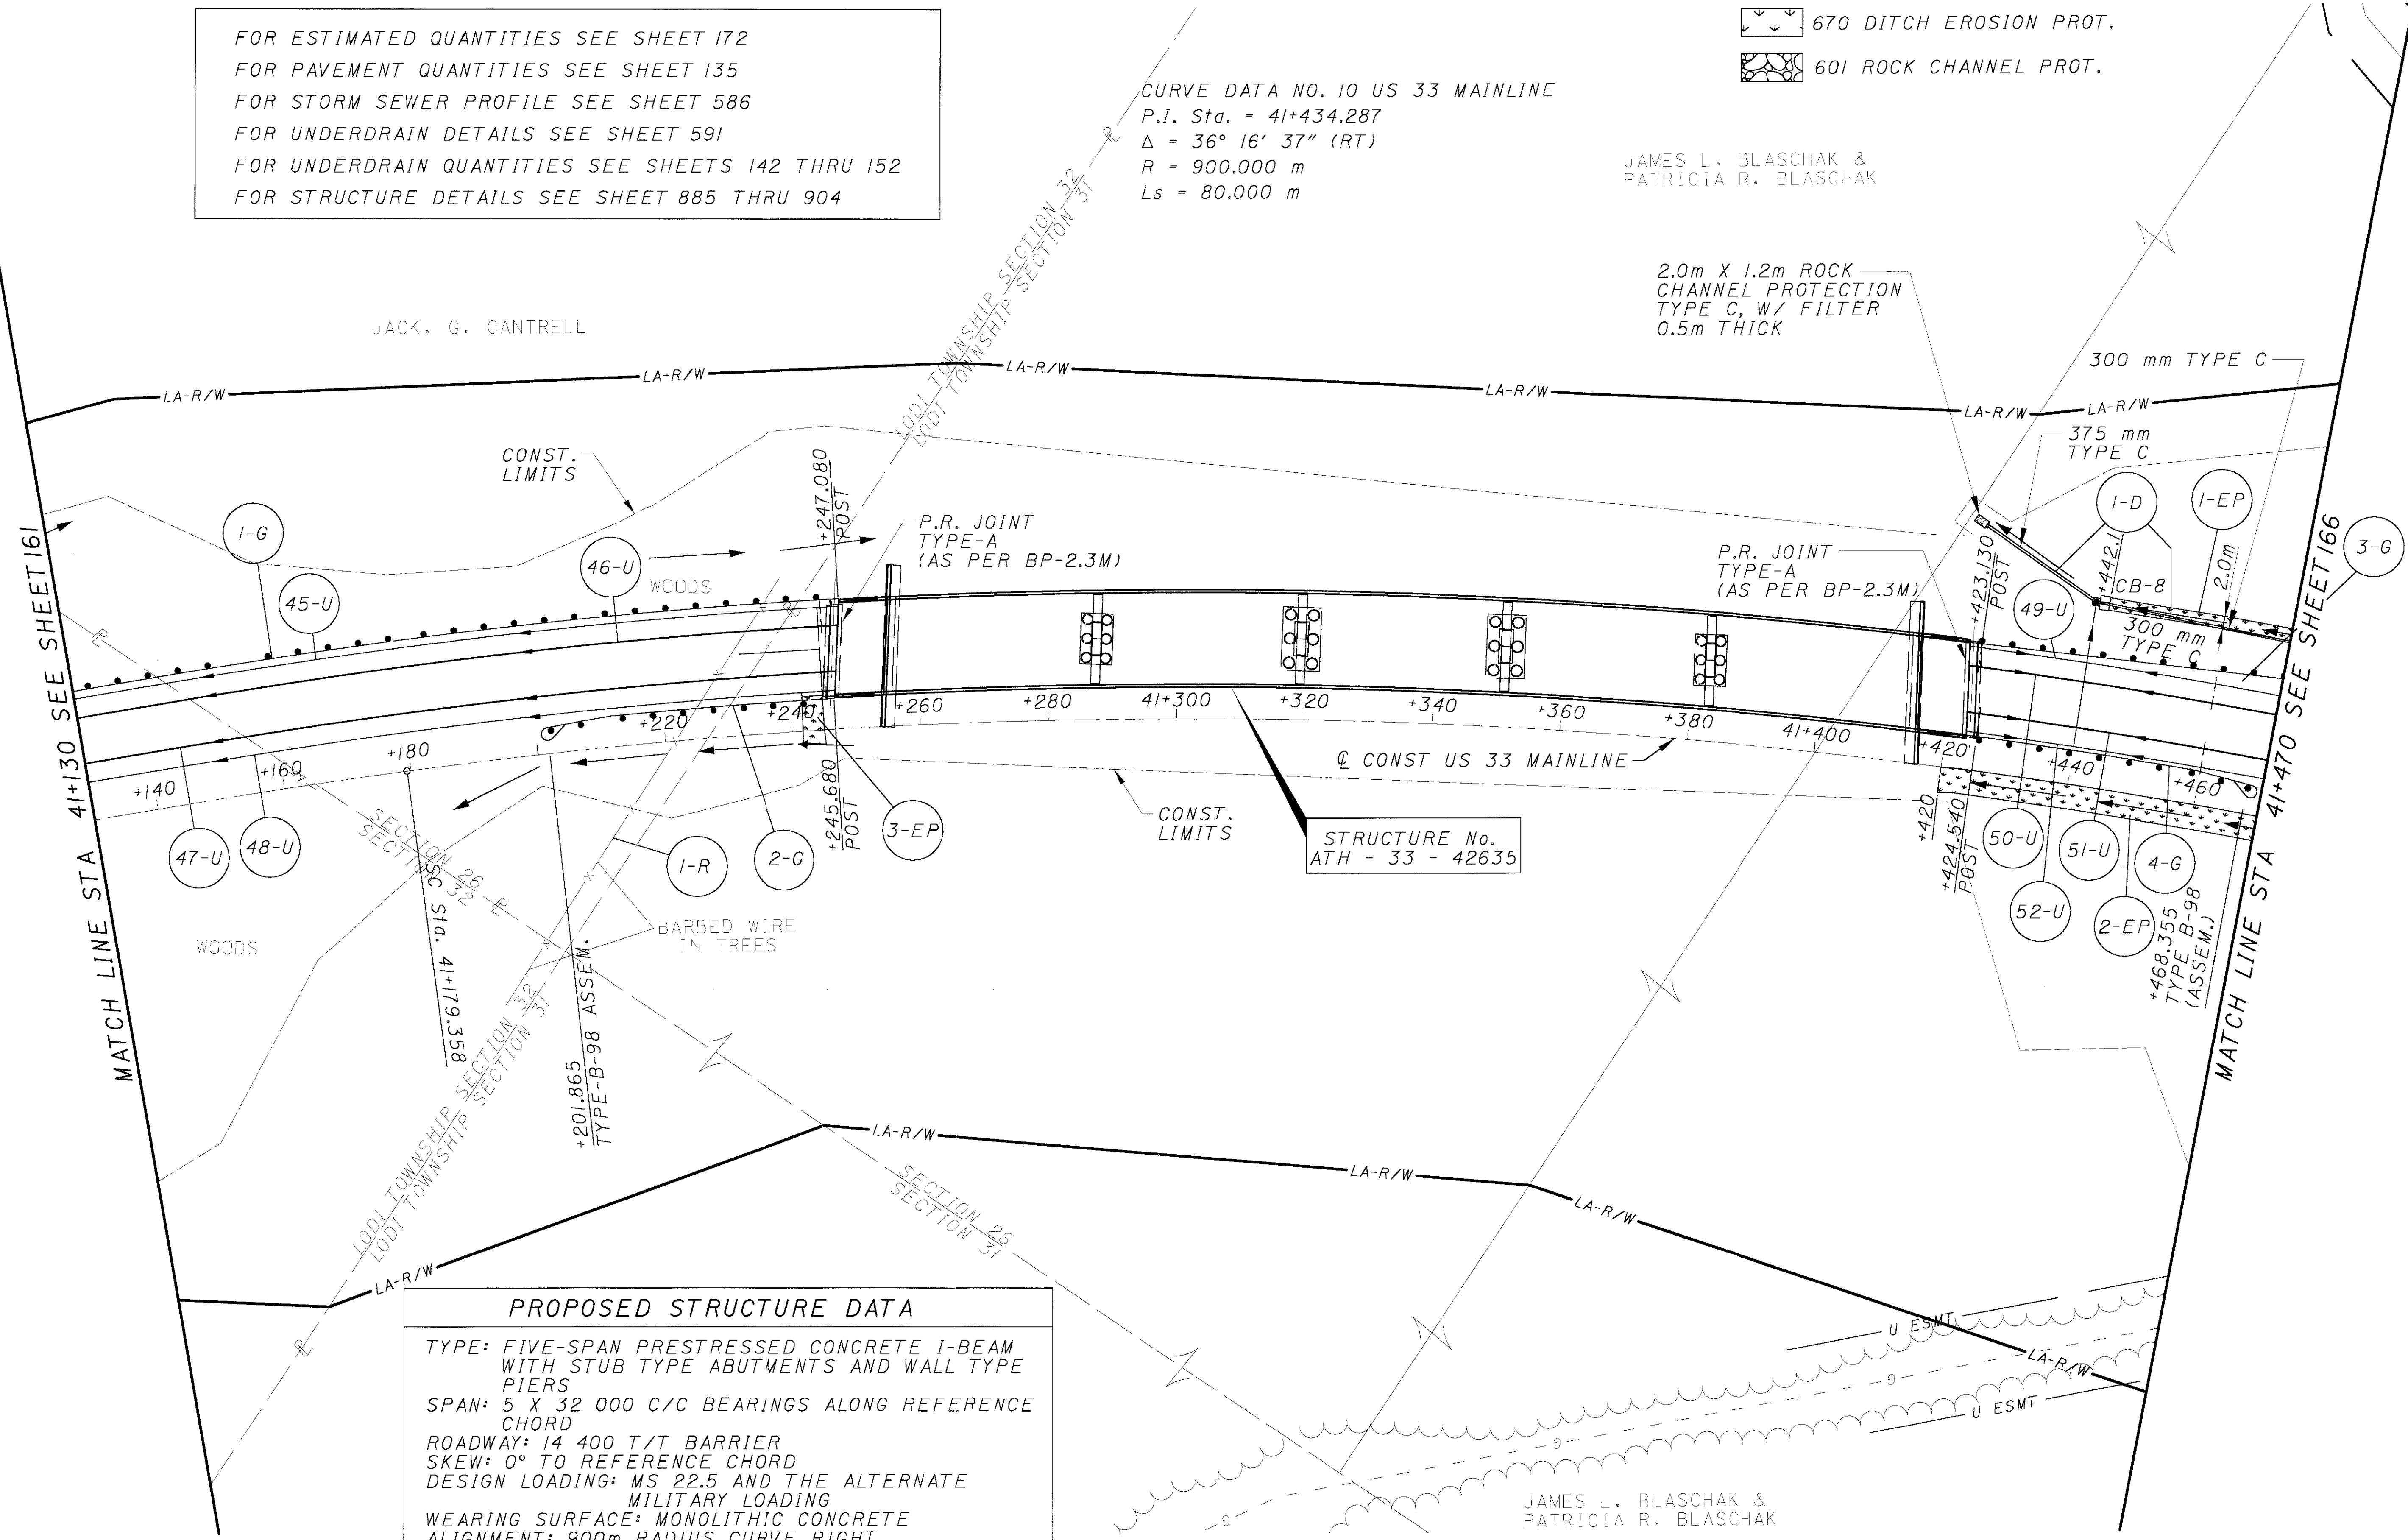 FOR ESTIMATED QUANTITIES SEE SHEET 172
FOR PAVEMENT QUANTITIES SEE SHEET 135
FOR STORM SEWER PROFILE SEE SHEET 586
FOR UNDERDRAIN DETAILS SEE SHEET 591
FOR UNDERDRAIN QUANTITIES SEE SHEETS 142 THRU 152
FOR STRUCTURE DETAILS SEE SHEET 885 THRU 904
670 DITCH EROSION PROT.
601 ROCK CHANNEL PROT.
CURVE DATA NO. 10 US 33 MAINLINE
P.I. Sta. = 41+434.287
Δ = 36° 16' 37" (RT)
R = 900.000 m
Ls = 80.000 m
JAMES L. BLASCHAK &
PATRICIA R. BLASCHAK
LODI TOWNSHIP SECTION 32
LODI TOWNSHIP SECTION 31
2.0m X 1.2m ROCK
CHANNEL PROTECTION
TYPE C, W/ FILTER
0.5m THICK
JACK. G. CANTRELL
300 mm TYPE C
LA-R/W
LA-R/W
LA-R/W
LA-R/W
LA-R/W
LA-R/W
375 mm
TYPE C
CONST.
LIMITS
+247.080
POST
P.R. JOINT
TYPE-A
(AS PER BP-2.3M)
P.R. JOINT
TYPE-A
(AS PER BP-2.3M)
+423.130
POST
1-G
45-U
46-U
WOODS
49-U
1-D
1-EP
3-G
+442.1
CB-8
2.0m
300 mm
TYPE C
MATCH LINE STA 41+130 SEE SHEET 161
MATCH LINE STA 41+470 SEE SHEET 166
+140
+160
+180
+220
+240
+260
+280
41+300
+320
+340
+360
+380
41+400
+420
+440
+460
℄ CONST US 33 MAINLINE
47-U
48-U
SECTION 26
SECTION 32
SC Sta. 41+179.358
1-R
2-G
+245.680
POST
3-EP
CONST.
LIMITS
STRUCTURE No.
ATH - 33 - 42635
+420
+424.540
POST
50-U
51-U
4-G
52-U
2-EP
+468.355
TYPE B-98
(ASSEM.)
WOODS
BARBED WIRE
IN TREES
+201.865
TYPE-B-98 ASSEM.
LODI TOWNSHIP SECTION 32
LODI TOWNSHIP SECTION 31
LA-R/W
LA-R/W
LA-R/W
LA-R/W
LA-R/W
SECTION 26
SECTION 31
U ESMT
U ESMT
G
G
G
G
PROPOSED STRUCTURE DATA
TYPE: FIVE-SPAN PRESTRESSED CONCRETE I-BEAM
WITH STUB TYPE ABUTMENTS AND WALL TYPE
PIERS
SPAN: 5 X 32 000 C/C BEARINGS ALONG REFERENCE
CHORD
ROADWAY: 14 400 T/T BARRIER
SKEW: 0° TO REFERENCE CHORD
DESIGN LOADING: MS 22.5 AND THE ALTERNATE
MILITARY LOADING
WEARING SURFACE: MONOLITHIC CONCRETE
ALIGNMENT: 900m RADIUS CURVE RIGHT
JAMES L. BLASCHAK &
PATRICIA R. BLASCHAK